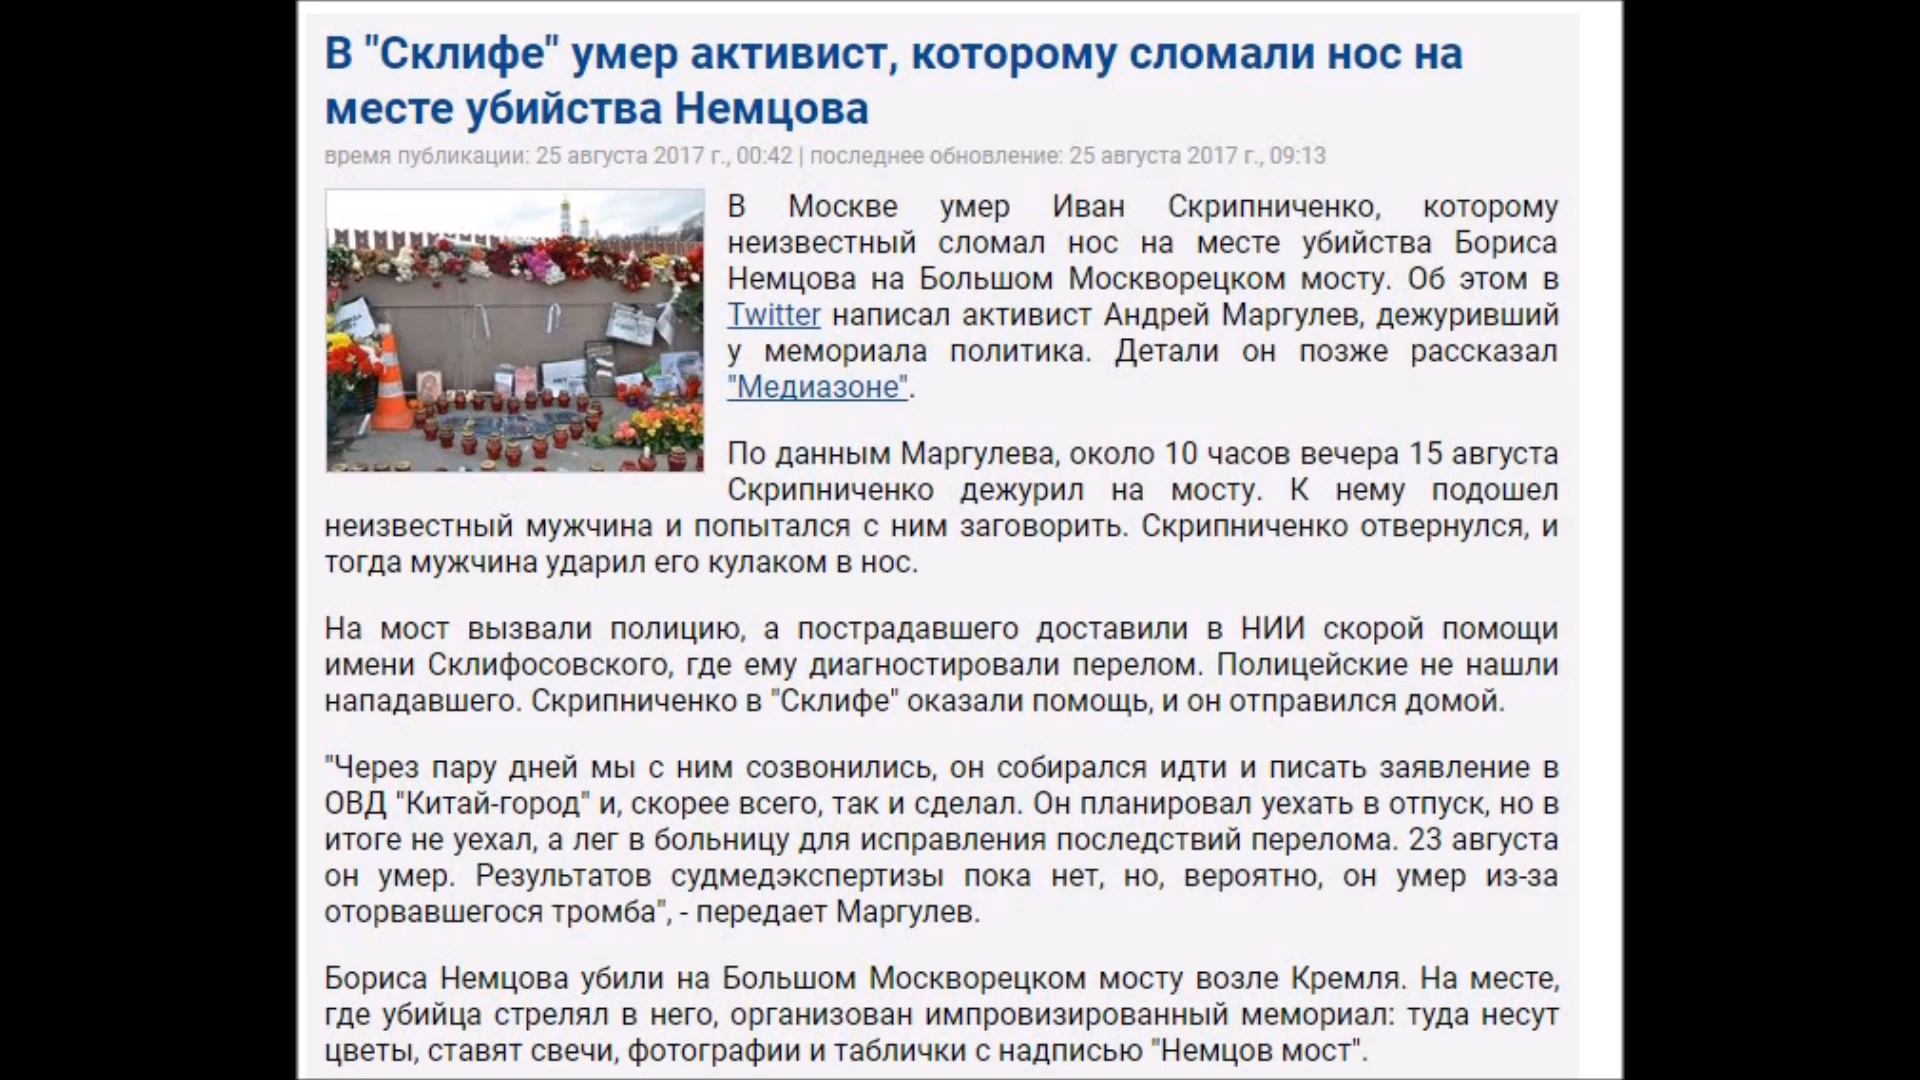 В "Склифе" умер активист, которому сломали нос на
месте убийства Немцова
время публикации: 25 августа 2017 г., 00:42 | последнее обновление: 25 августа 2017 г., 09:13
В Москве умер Иван Скрипниченко, которому
неизвестный сломал нос на месте убийства Бориса
Немцова на Большом Москворецком мосту. Об этом в
Twitter написал активист Андрей Маргулев, дежуривший
у мемориала политика. Детали он позже рассказал
"Медиазоне".
По данным Маргулева, около 10 часов вечера 15 августа
Скрипниченко дежурил на мосту. К нему подошел
неизвестный мужчина и попытался с ним заговорить. Скрипниченко отвернулся, и
тогда мужчина ударил его кулаком в нос.
На мост вызвали полицию, а пострадавшего доставили в НИИ скорой помощи
имени Склифосовского, где ему диагностировали перелом. Полицейские не нашли
нападавшего. Скрипниченко в "Склифе" оказали помощь, и он отправился домой.
"Через пару дней мы с ним созвонились, он собирался идти и писать заявление в
ОВД "Китай-город" и, скорее всего, так и сделал. Он планировал уехать в отпуск, но в
итоге не уехал, а лег в больницу для исправления последствий перелома. 23 августа
он умер. Результатов судмедэкспертизы пока нет, но, вероятно, он умер из-за
оторвавшегося тромба", - передает Маргулев.
Бориса Немцова убили на Большом Москворецком мосту возле Кремля. На месте,
где убийца стрелял в него, организован импровизированный мемориал: туда несут
цветы, ставят свечи, фотографии и таблички с надписью "Немцов мост".